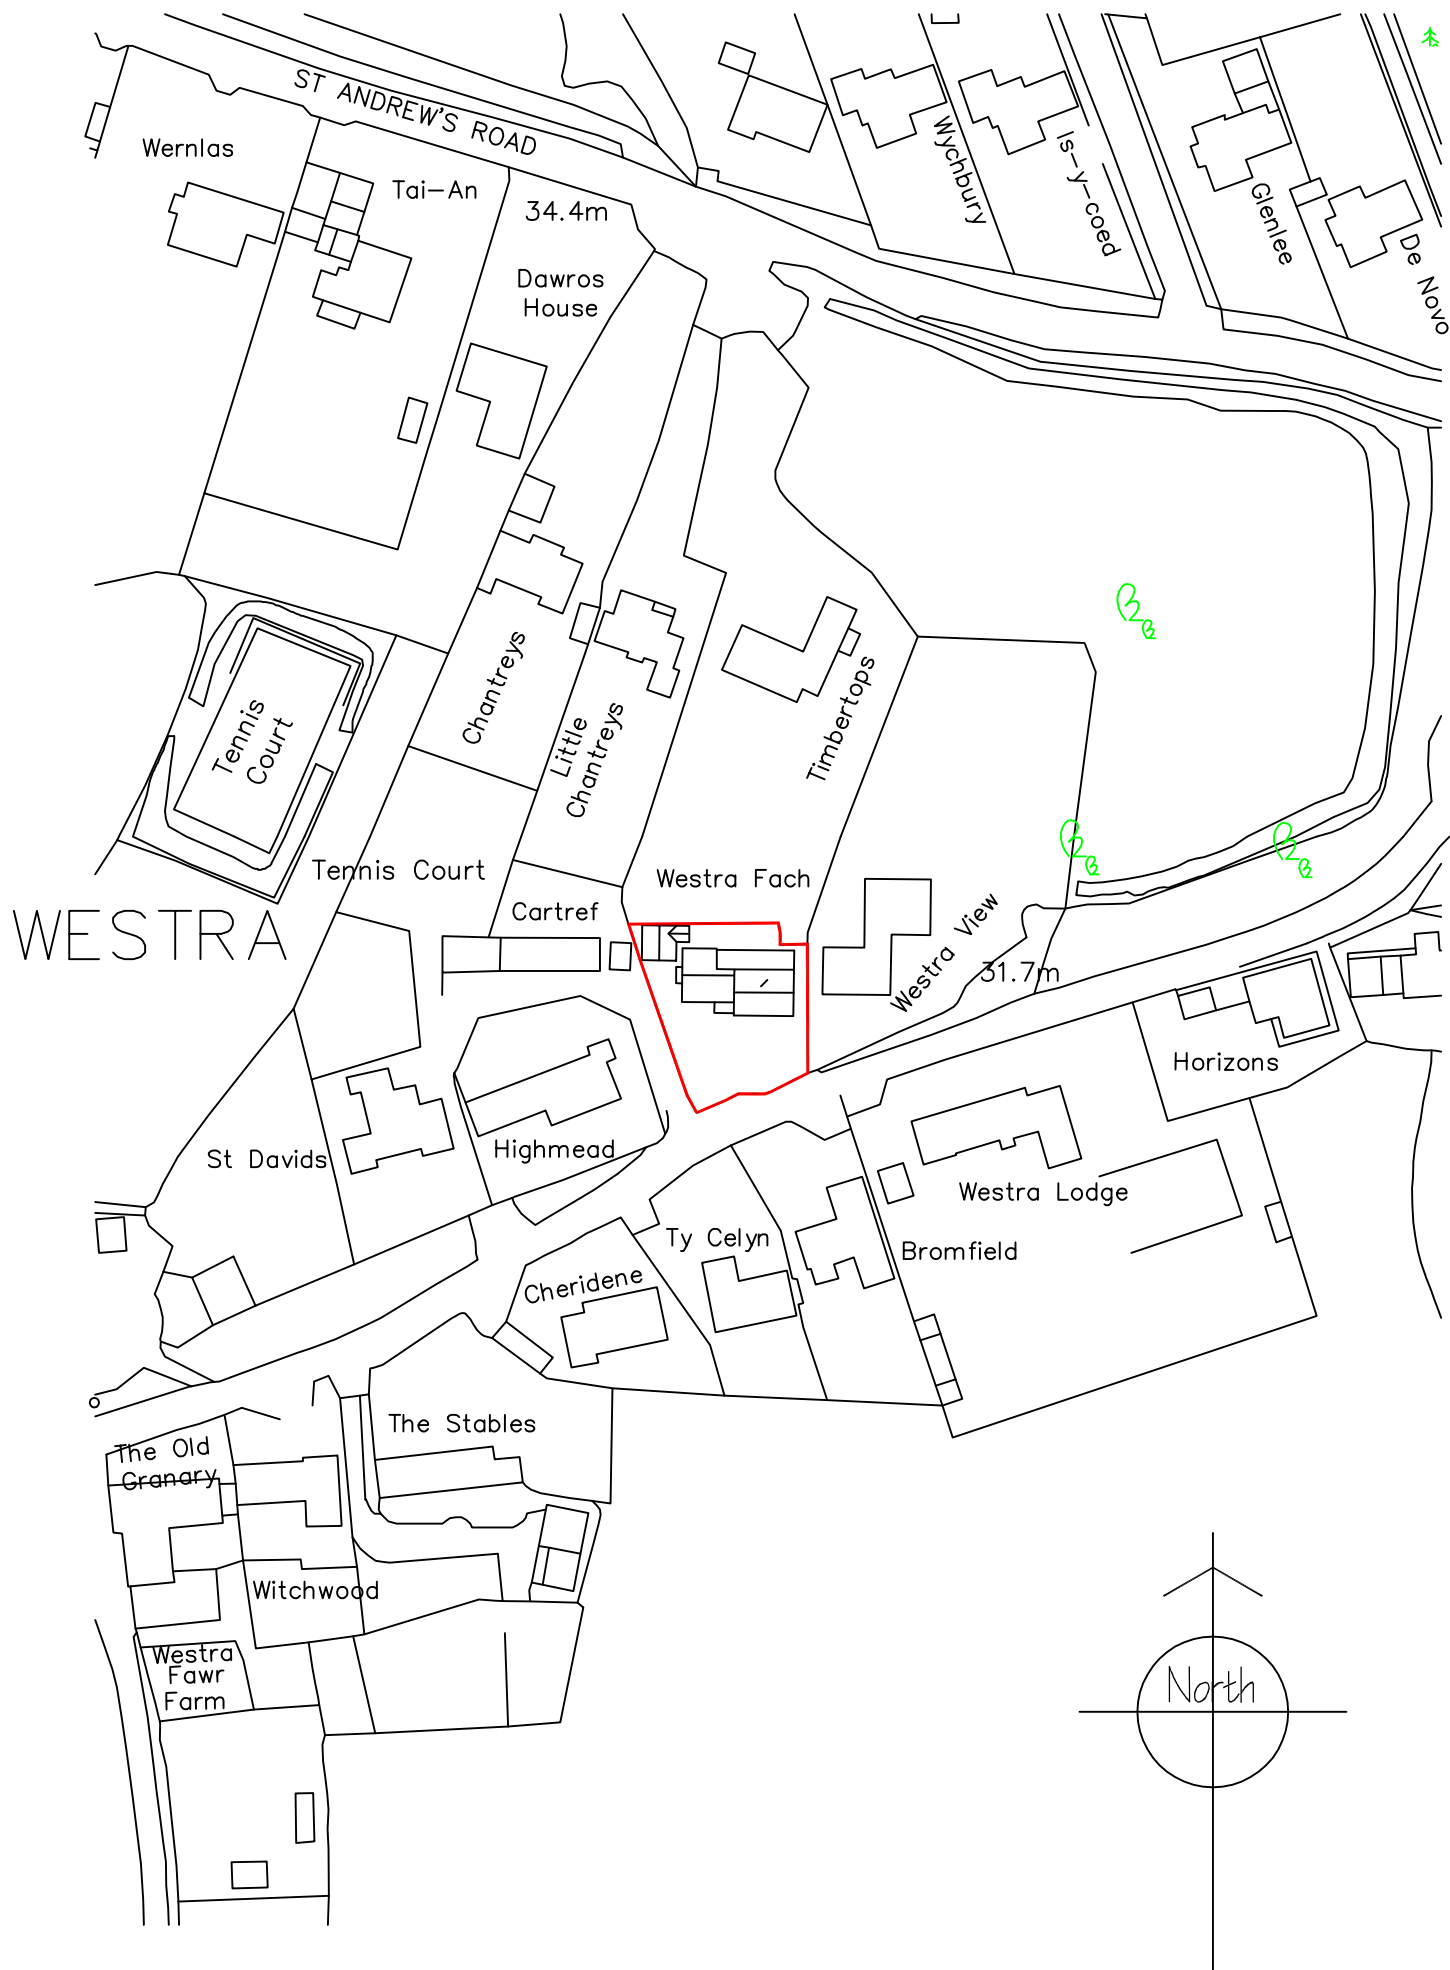 ST ANDREW'S ROAD
Wernlas
Tai-An
34.4m
Wychbury
Is-y-coed
Glenlee
De Novo
Dawros
House
Chantreys
Little
Chantreys
Timbertops
Tennis
Court
Tennis Court
Westra Fach
Cartref
WESTRA
Westra View
31.7m
Horizons
St Davids
Highmead
Westra Lodge
Ty Celyn
Bromfield
Cheridene
The Stables
The Old
Granary
Witchwood
Westra
Fawr
Farm
North